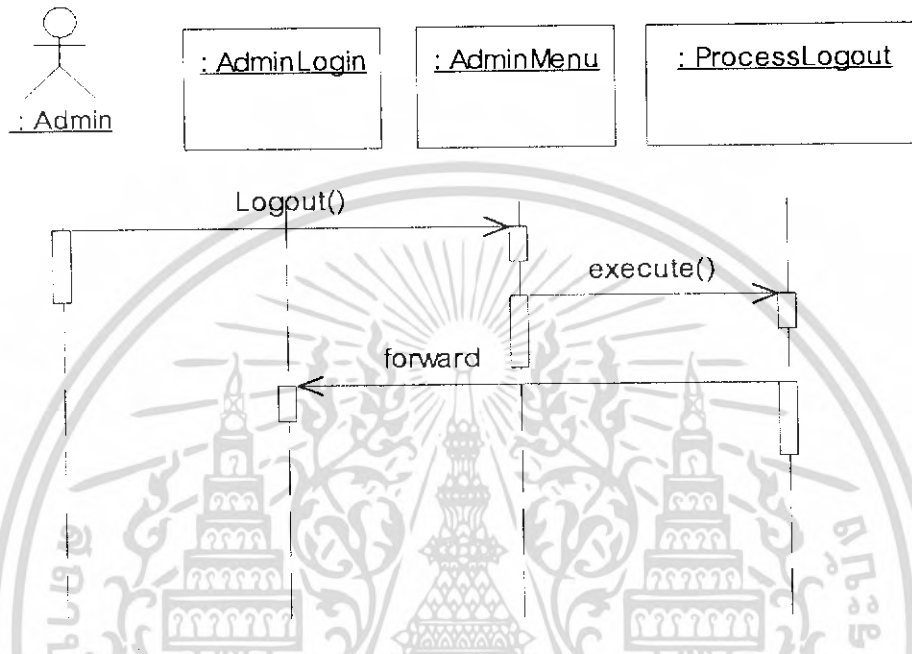 : Admin
: AdminLogin
: AdminMenu
: ProcessLogout
Logout()
execute()
forward